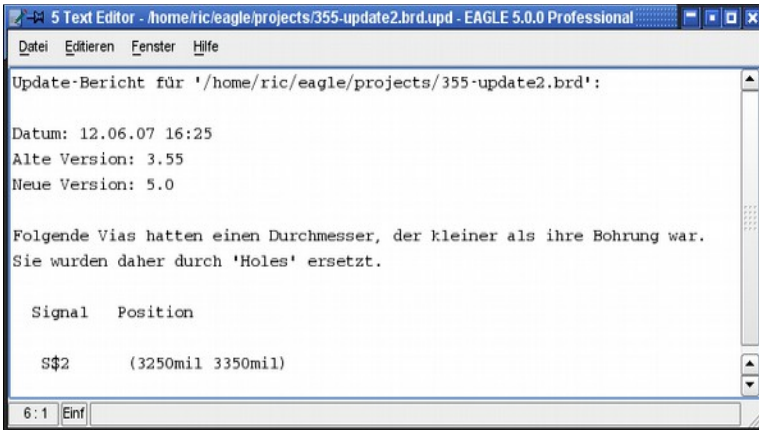 5 Text Editor - /home/ric/eagle/projects/355-update2.brd.upd - EAGLE 5.0.0 Professional
Datei Editieren Fenster Hilfe
Update-Bericht für '/home/ric/eagle/projects/355-update2.brd':
Datum: 12.06.07 16:25
Alte Version: 3.55
Neue Version: 5.0
Folgende Vias hatten einen Durchmesser, der kleiner als ihre Bohrung war.
Sie wurden daher durch 'Holes' ersetzt.
Signal Position
S$2 (3250mil 3350mil)
6:1 Einf